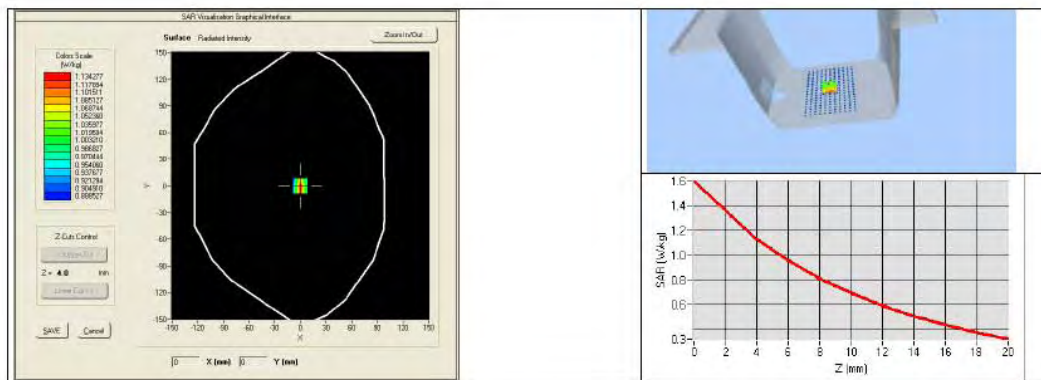 SAR Visualisation Graphical Interface
Surface Radiated Intensity
Zoom In/Out
Colors Scale
(W/kg)
1.134277
1.117894
1.101511
1.085127
1.068744
1.052360
1.035977
1.019594
1.003210
0.986827
0.970444
0.954060
0.937677
0.921294
0.904910
0.888527
Z-Cuts Control
Z = 4.0 mm
SAVE Cancel
150
120
90
60
30
Y 0
-30
-60
-90
-120
-150
-150 -120 -90 -60 -30 0 30 60 90 120 150
X
0 X (mm) 0 Y (mm)
SAR (W/kg)
1.6
1.4
1.2
1.0
0.8
0.6
0.3
0 2 4 6 8 10 12 14 16 18 20
Z (mm)